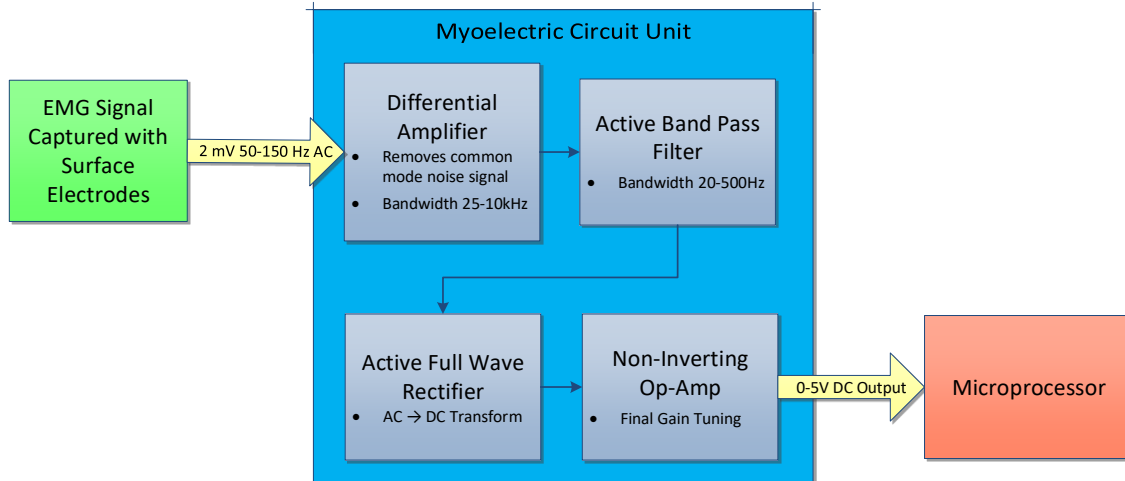 Myoelectric Circuit Unit
EMG Signal
Captured with
Surface
Electrodes
2 mV 50-150 Hz AC
Differential
Amplifier
• Removes common
mode noise signal
• Bandwidth 25-10kHz
Active Band Pass
Filter
• Bandwidth 20-500Hz
Active Full Wave
Rectifier
• AC → DC Transform
Non-Inverting
Op-Amp
• Final Gain Tuning
0-5V DC Output
Microprocessor